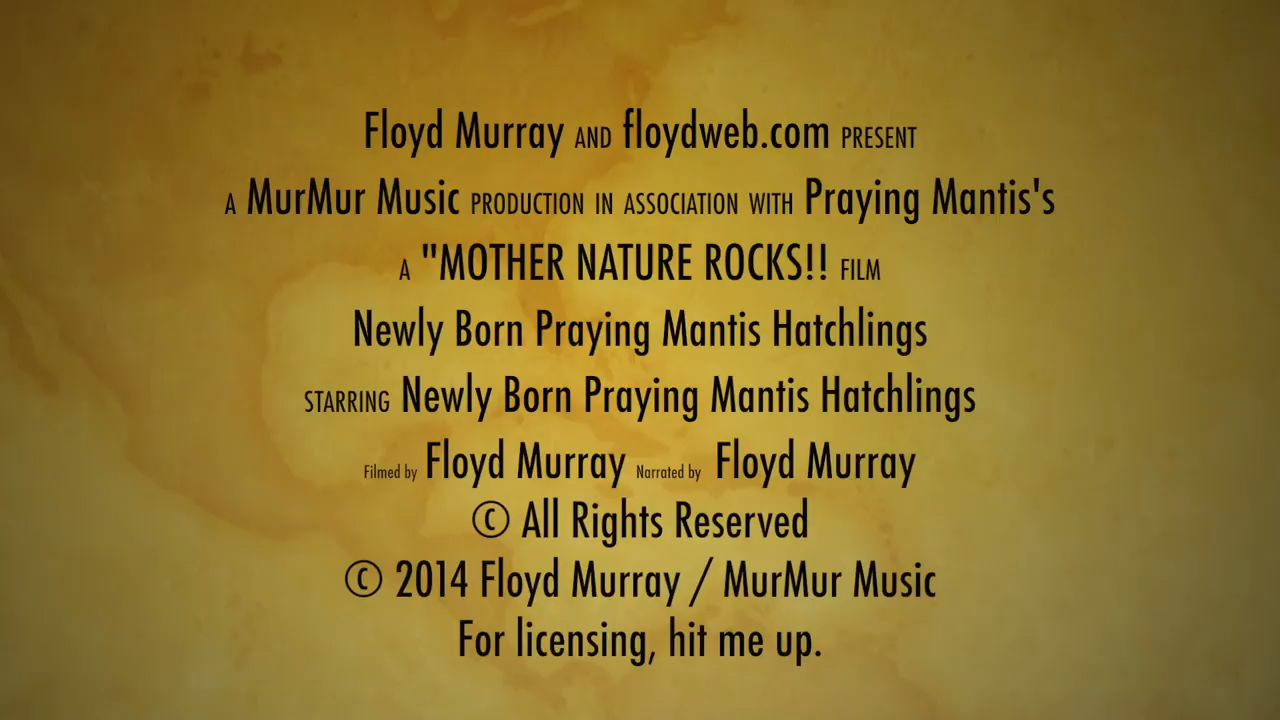 Floyd Murray AND floydweb.com PRESENT
A MurMur Music PRODUCTION IN ASSOCIATION WITH Praying Mantis's
A "MOTHER NATURE ROCKS!! FILM
Newly Born Praying Mantis Hatchlings
STARRING Newly Born Praying Mantis Hatchlings
Filmed by Floyd Murray Narrated by Floyd Murray
© All Rights Reserved
© 2014 Floyd Murray / MurMur Music
For licensing, hit me up.